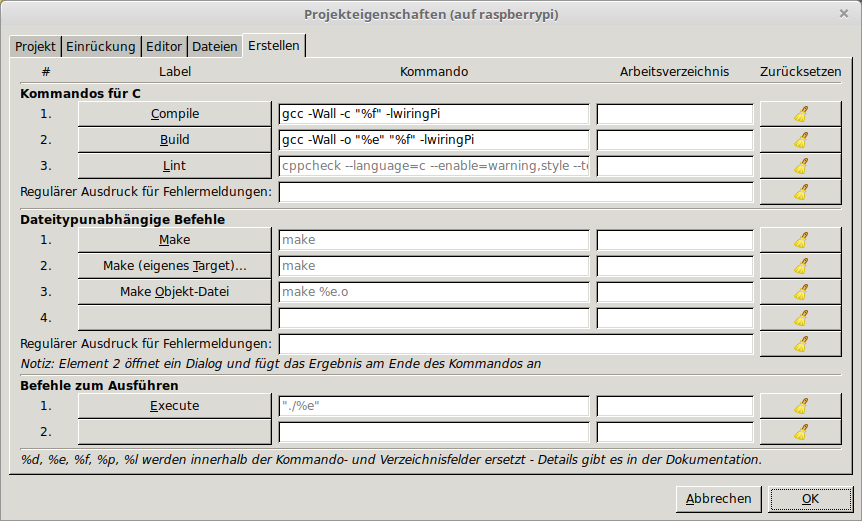 Projekteigenschaften (auf raspberrypi)
Projekt Einrückung Editor Dateien Erstellen
# Label Kommando Arbeitsverzeichnis Zurücksetzen
Kommandos für C
1. Compile gcc -Wall -c "%f" -lwiringPi
2. Build gcc -Wall -o "%e" "%f" -lwiringPi
3. Lint cppcheck --language=c --enable=warning,style --te
Regulärer Ausdruck für Fehlermeldungen:
Dateitypunabhängige Befehle
1. Make make
2. Make (eigenes Target)... make
3. Make Objekt-Datei make %e.o
4.
Regulärer Ausdruck für Fehlermeldungen:
Notiz: Element 2 öffnet ein Dialog und fügt das Ergebnis am Ende des Kommandos an
Befehle zum Ausführen
1. Execute "./%e"
2.
%d, %e, %f, %p, %l werden innerhalb der Kommando- und Verzeichnisfelder ersetzt - Details gibt es in der Dokumentation.
Abbrechen OK